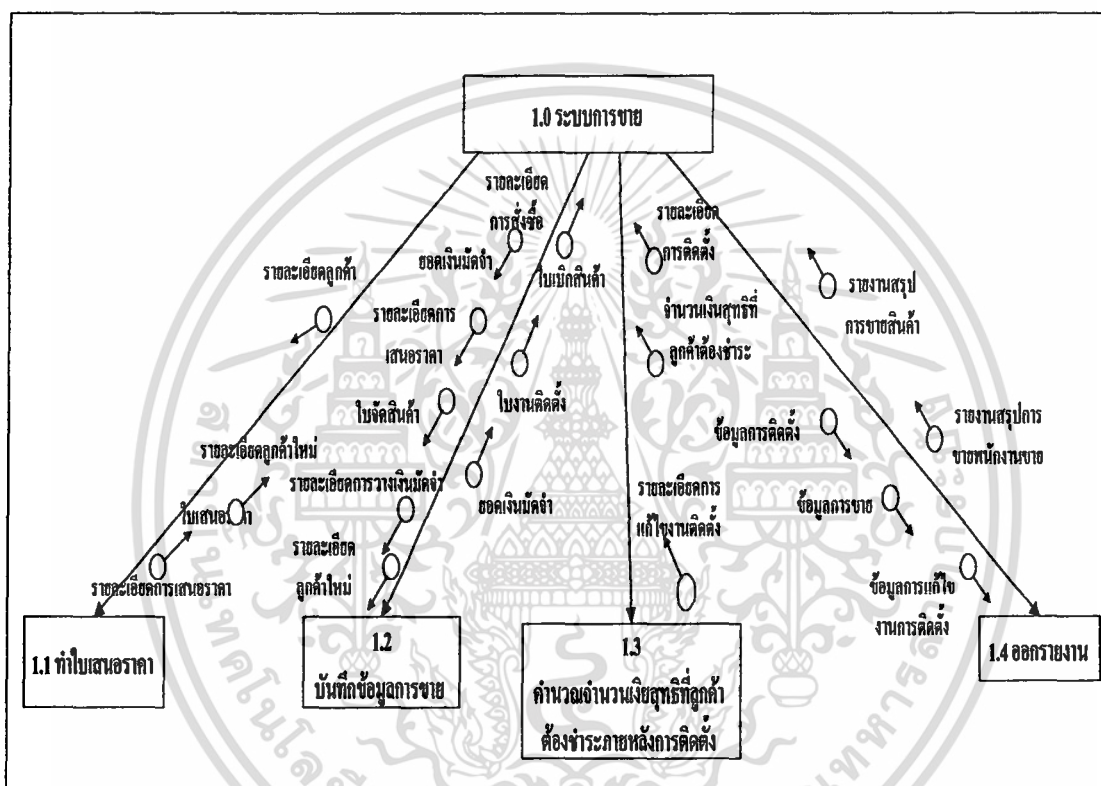 1.0 ระบบการขาย
รายละเอียด
การสั่งซื้อ
ยอดเงินมัดจำ
ใบเบิกสินค้า
รายละเอียด
การติดตั้ง
รายละเอียดลูกค้า
รายงานสรุป
การขายสินค้า
รายละเอียดการ
เสนอราคา
จำนวนเงินสุทธิที่
ลูกค้าต้องชำระ
ใบจัดสินค้า
ใบงานติดตั้ง
ข้อมูลการติดตั้ง
รายงานสรุปการ
ขายพนักงานขาย
รายละเอียดลูกค้าใหม่
รายละเอียดการวางเงินมัดจำ
ยอดเงินมัดจำ
รายละเอียดการ
แก้ไขงานติดตั้ง
ข้อมูลการขาย
ใบเสนอราคา
รายละเอียด
ลูกค้าใหม่
รายละเอียดการเสนอราคา
ข้อมูลการแก้ไข
งานการติดตั้ง
1.1 ทำใบเสนอราคา
1.2
บันทึกข้อมูลการขาย
1.3
คำนวณจำนวนเงินสุทธิที่ลูกค้า
ต้องชำระภายหลังการติดตั้ง
1.4 ออกรายงาน